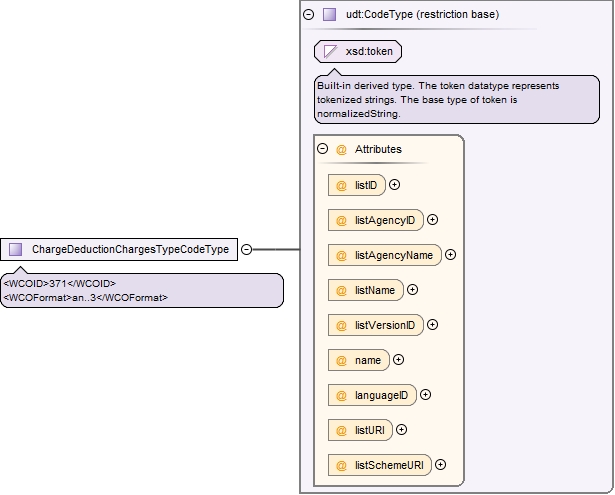 udt:CodeType (restriction base)
xsd:token
Built-in derived type. The token datatype represents
tokenized strings. The base type of token is
normalizedString.
@ Attributes
@ listID
@ listAgencyID
@ listAgencyName
@ listName
@ listVersionID
@ name
@ languageID
@ listURI
@ listSchemeURI
ChargeDeductionChargesTypeCodeType
<WCOID>371</WCOID>
<WCOFormat>an..3</WCOFormat>